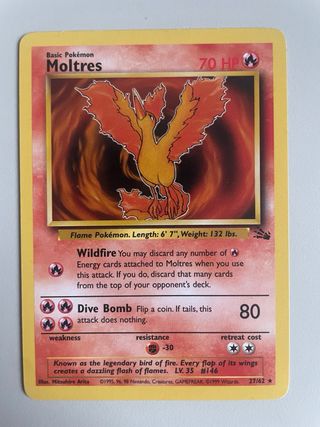 Basic Pokémon
Moltres 70 HP
Flame Pokémon. Length: 6' 7", Weight: 132 lbs.
Wildfire You may discard any number of
Energy cards attached to Moltres when you use
this attack. If you do, discard that many cards
from the top of your opponent's deck.
Dive Bomb Flip a coin. If tails, this
attack does nothing.
80
weakness resistance retreat cost
-30
Known as the legendary bird of fire. Every flap of its wings
creates a dazzling flash of flames. LV. 35 #146
Illus. Mitsuhiro Arita ©1995, 96, 98 Nintendo, Creatures, GAMEFREAK. ©1999 Wizards. 27/62 ★